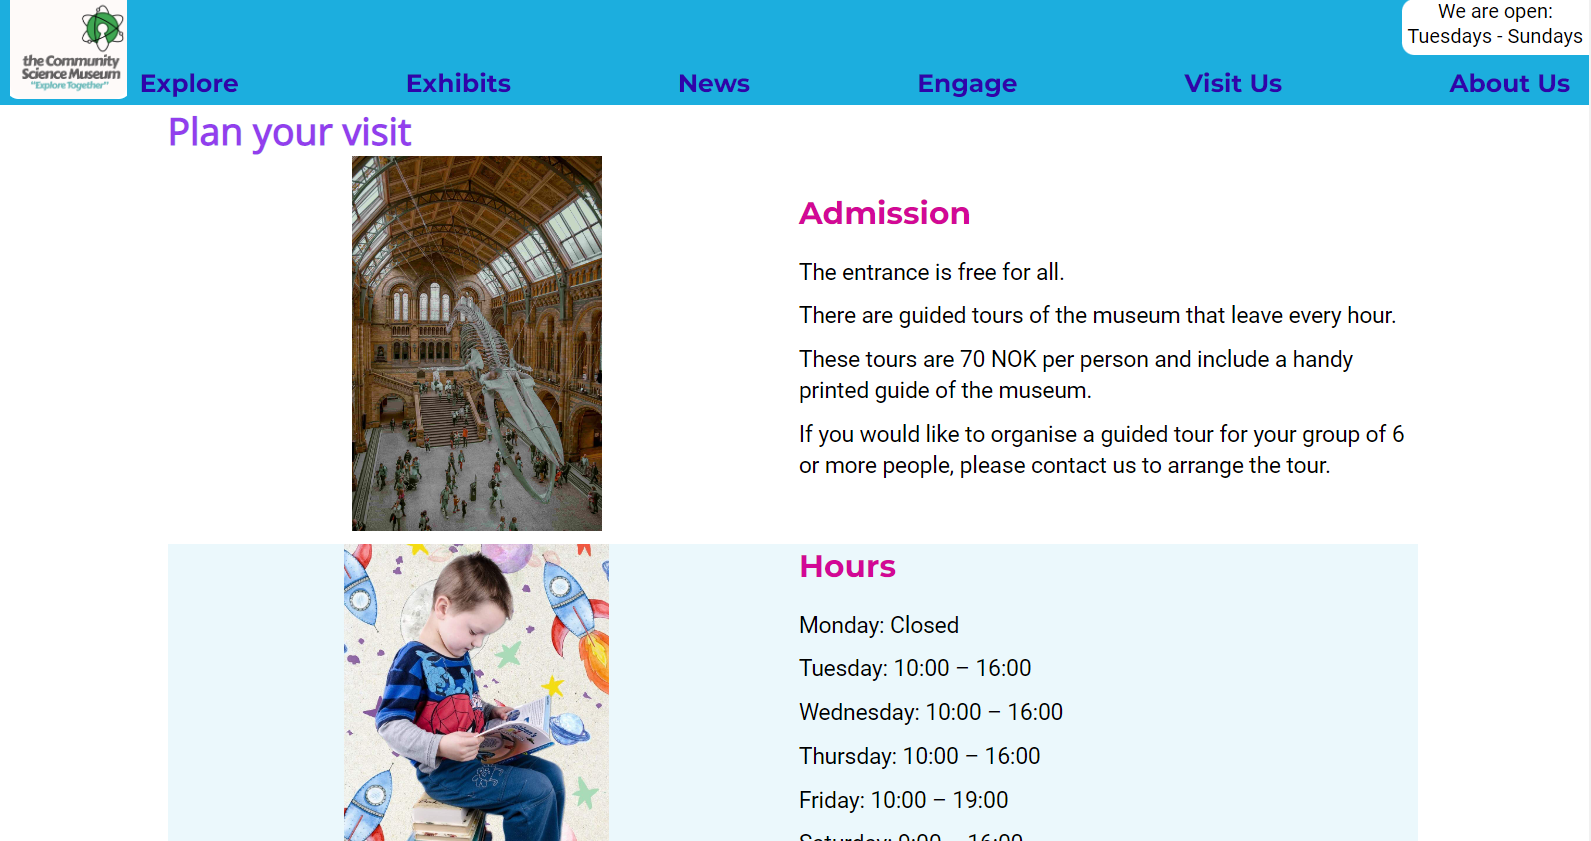 the Community
Science Museum
"Explore Together"
We are open:
Tuesdays - Sundays
Explore
Exhibits
News
Engage
Visit Us
About Us
Plan your visit
Admission
The entrance is free for all.
There are guided tours of the museum that leave every hour.
These tours are 70 NOK per person and include a handy
printed guide of the museum.
If you would like to organise a guided tour for your group of 6
or more people, please contact us to arrange the tour.
Hours
Monday: Closed
Tuesday: 10:00 – 16:00
Wednesday: 10:00 – 16:00
Thursday: 10:00 – 16:00
Friday: 10:00 – 19:00
Saturday: 9:00 – 16:00